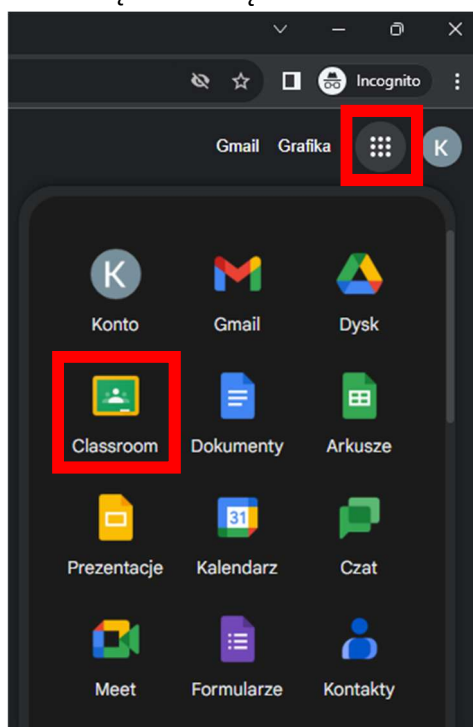 Incognito
Gmail Grafika K
K
Konto Gmail Dysk
Classroom Dokumenty Arkusze
31
Prezentacje Kalendarz Czat
Meet Formularze Kontakty